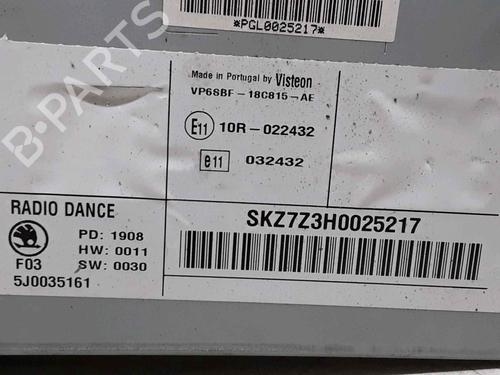 *PGL0025217*
Made in Portugal by Visteon
VP6SBF-18C815-AE
E11 10R-022432
e11 032432
RADIO DANCE
PD: 1908
HW: 0011
F03 SW: 0030
5J0035161
SKZ7Z3H0025217
B-PARTS